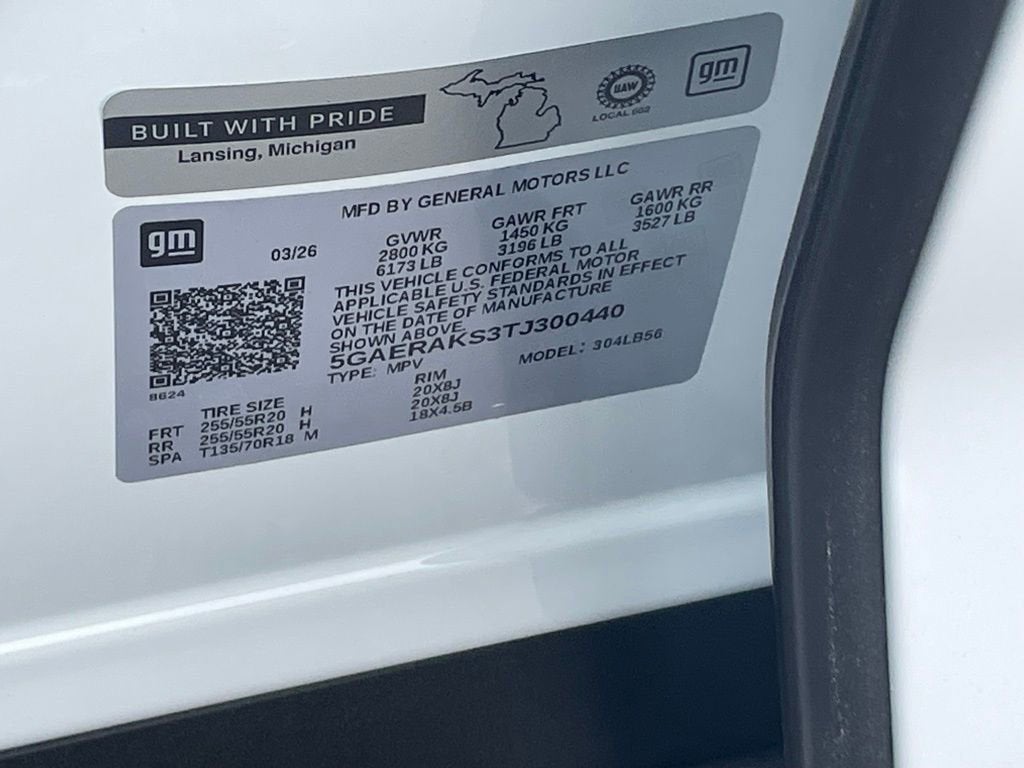 BUILT WITH PRIDE
Lansing, Michigan
UAW
LOCAL 602
gm
gm
MFD BY GENERAL MOTORS LLC
03/26
GVWR GAWR FRT GAWR RR
2800 KG 1450 KG 1600 KG
6173 LB 3196 LB 3527 LB
THIS VEHICLE CONFORMS TO ALL
APPLICABLE U.S. FEDERAL MOTOR
VEHICLE SAFETY STANDARDS IN EFFECT
ON THE DATE OF MANUFACTURE
SHOWN ABOVE
5GAERAKS3TJ300440
TYPE: MPV MODEL: 304LB56
8624
TIRE SIZE RIM
FRT 255/55R20 H 20X8J
RR 255/55R20 H 20X8J
SPA T135/70R18 M 18X4.5B